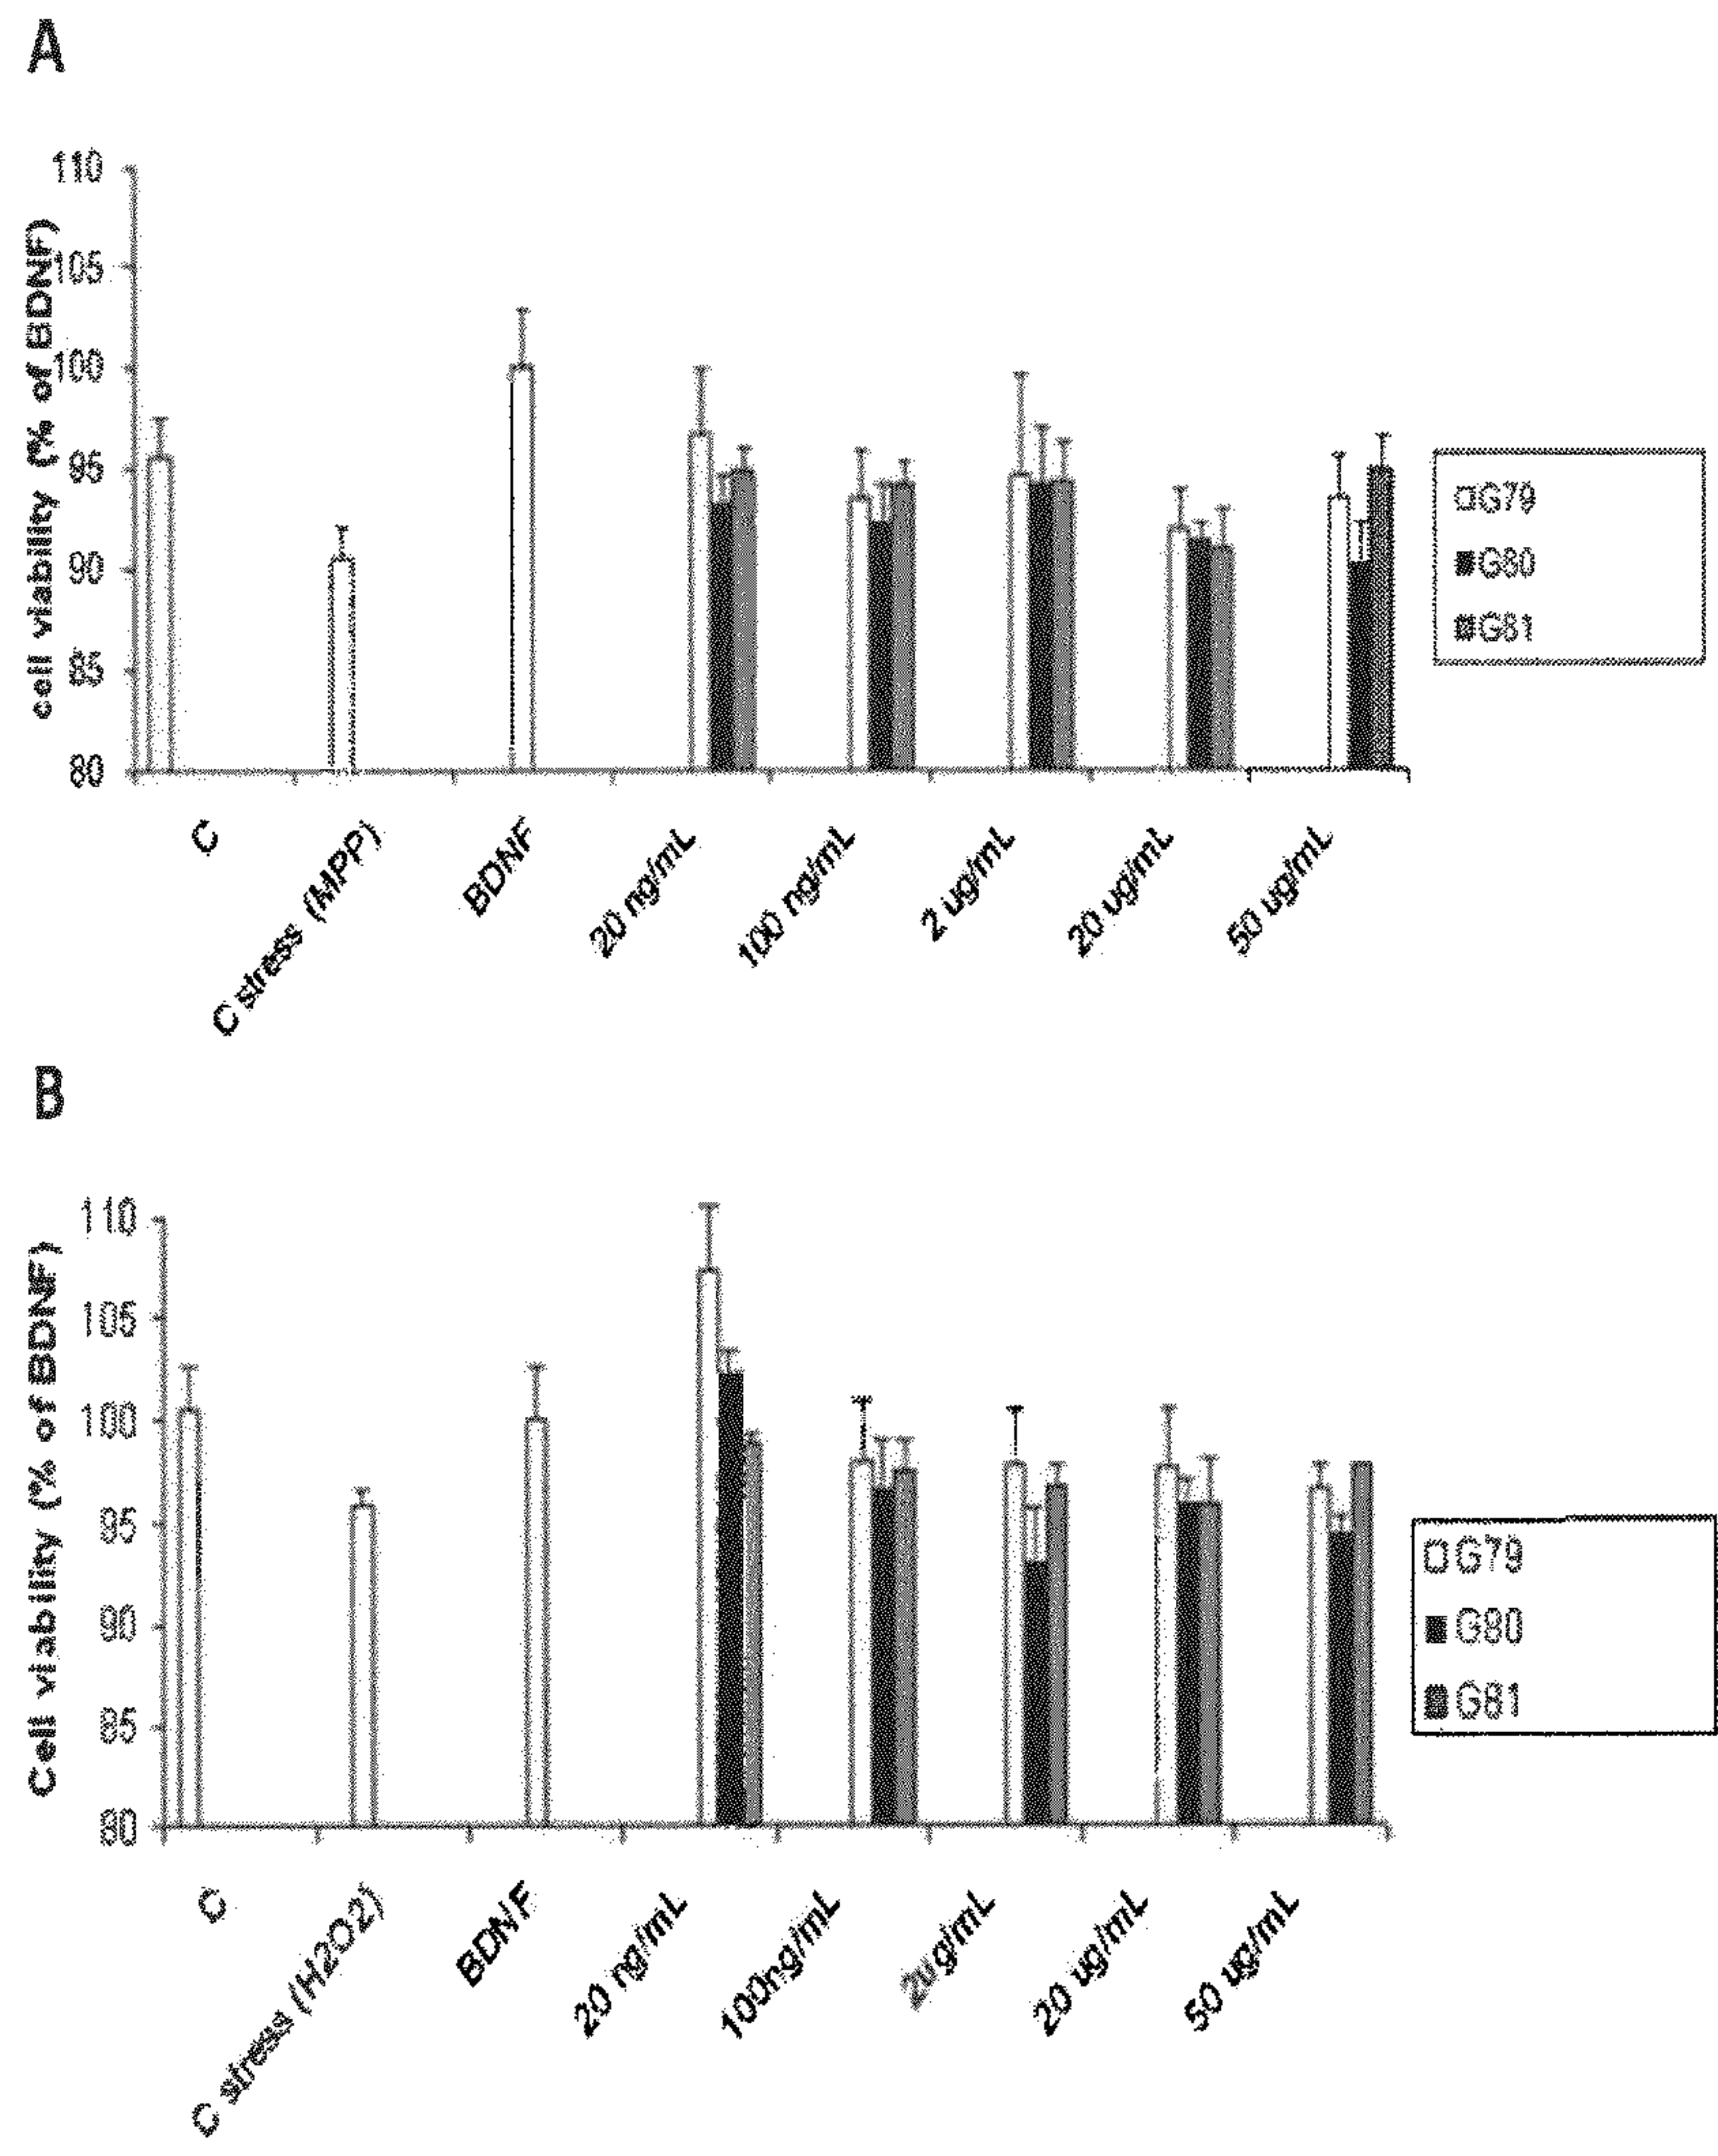 A
cell viability (% of BDNF)
110
105
100
95
90
85
80
C
C stress (MPP)
BDNF
20 ng/mL
100 ng/mL
2 ug/mL
20 ug/mL
50 ug/mL
G79
G80
G81
B
Cell viability (% of BDNF)
110
105
100
95
90
85
80
C
C stress (H2O2)
BDNF
20 ng/mL
100ng/mL
2ug/mL
20 ug/mL
50 ug/mL
G79
G80
G81